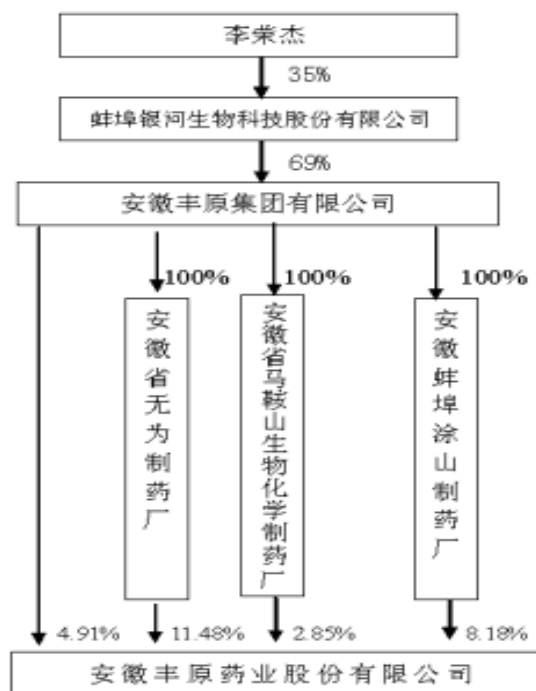 李荣杰
35%
蚌埠银河生物科技股份有限公司
69%
安徽丰原集团有限公司
100%
100%
100%
安徽省无为制药厂
安徽省马鞍山生物化学制药厂
安徽蚌埠涂山制药厂
4.91%
11.48%
2.85%
8.18%
安徽丰原药业股份有限公司